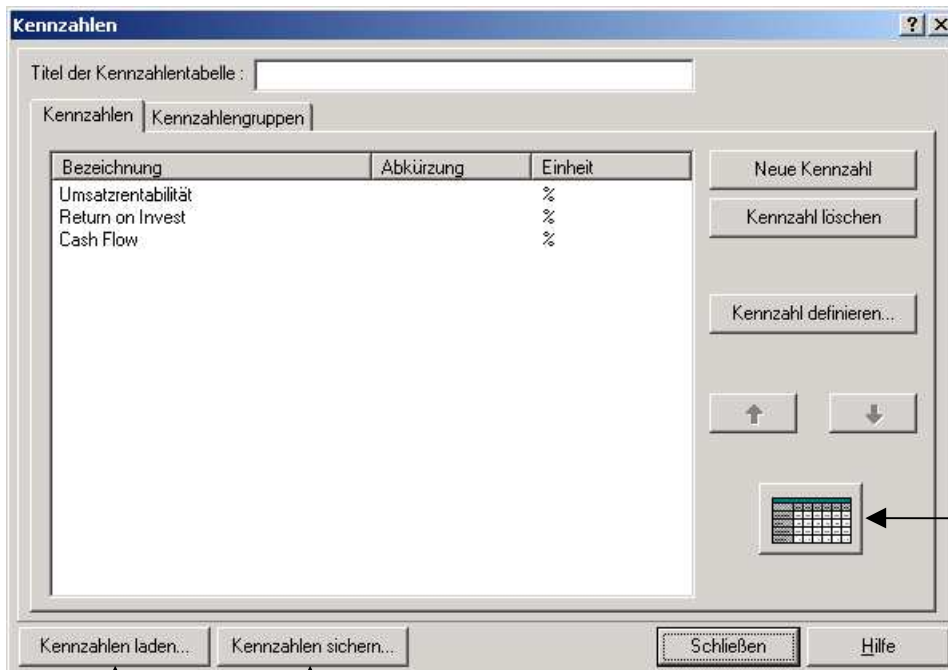 Kennzahlen
Titel der Kennzahlentabelle :
Kennzahlen Kennzahlengruppen
Bezeichnung Abkürzung Einheit
Umsatzrentabilität %
Return on Invest %
Cash Flow %
Neue Kennzahl
Kennzahl löschen
Kennzahl definieren...
Kennzahlen laden... Kennzahlen sichern... Schließen Hilfe